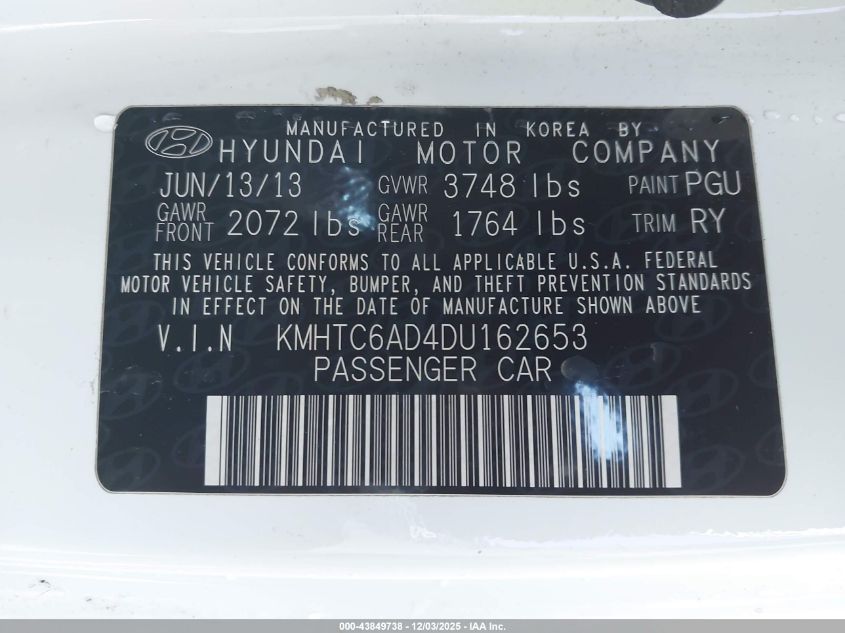 MANUFACTURED IN KOREA BY
HYUNDAI MOTOR COMPANY
JUN/13/13 GVWR 3748 lbs PAINT PGU
GAWR FRONT 2072 lbs GAWR REAR 1764 lbs TRIM RY
THIS VEHICLE CONFORMS TO ALL APPLICABLE U.S.A. FEDERAL
MOTOR VEHICLE SAFETY, BUMPER, AND THEFT PREVENTION STANDARDS
IN EFFECT ON THE DATE OF MANUFACTURE SHOWN ABOVE
V.I.N KMHTC6AD4DU162653
PASSENGER CAR
000-43849738 - 12/03/2025 - IAA Inc.